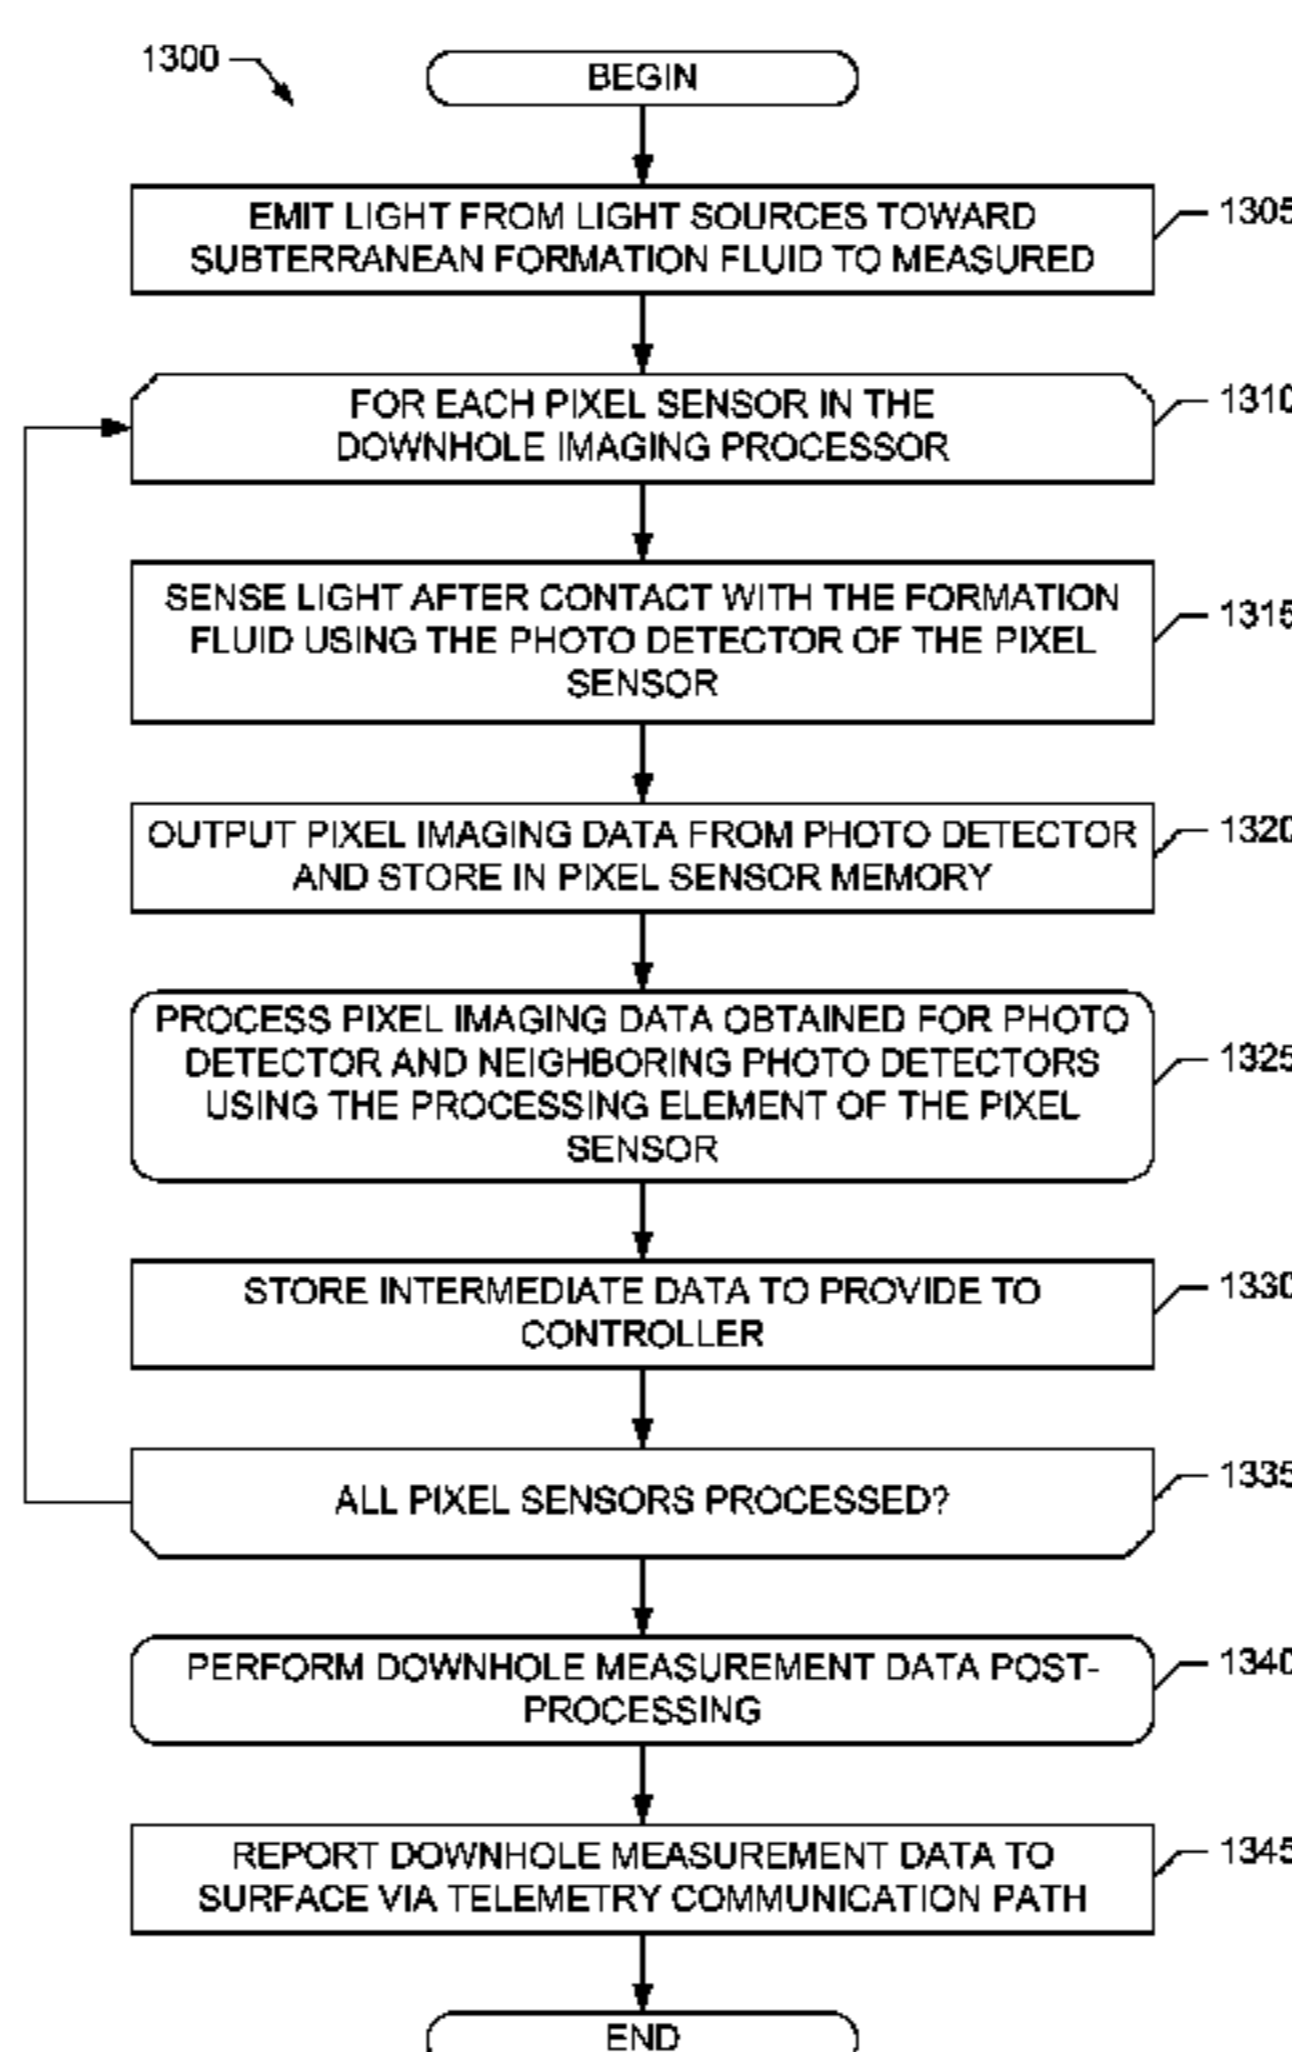 1300
BEGIN
EMIT LIGHT FROM LIGHT SOURCES TOWARD
SUBTERRANEAN FORMATION FLUID TO MEASURED
1305
FOR EACH PIXEL SENSOR IN THE
DOWNHOLE IMAGING PROCESSOR
1310
SENSE LIGHT AFTER CONTACT WITH THE FORMATION
FLUID USING THE PHOTO DETECTOR OF THE PIXEL
SENSOR
1315
OUTPUT PIXEL IMAGING DATA FROM PHOTO DETECTOR
AND STORE IN PIXEL SENSOR MEMORY
1320
PROCESS PIXEL IMAGING DATA OBTAINED FOR PHOTO
DETECTOR AND NEIGHBORING PHOTO DETECTORS
USING THE PROCESSING ELEMENT OF THE PIXEL
SENSOR
1325
STORE INTERMEDIATE DATA TO PROVIDE TO
CONTROLLER
1330
ALL PIXEL SENSORS PROCESSED?
1335
PERFORM DOWNHOLE MEASUREMENT DATA POST-
PROCESSING
1340
REPORT DOWNHOLE MEASUREMENT DATA TO
SURFACE VIA TELEMETRY COMMUNICATION PATH
1345
END